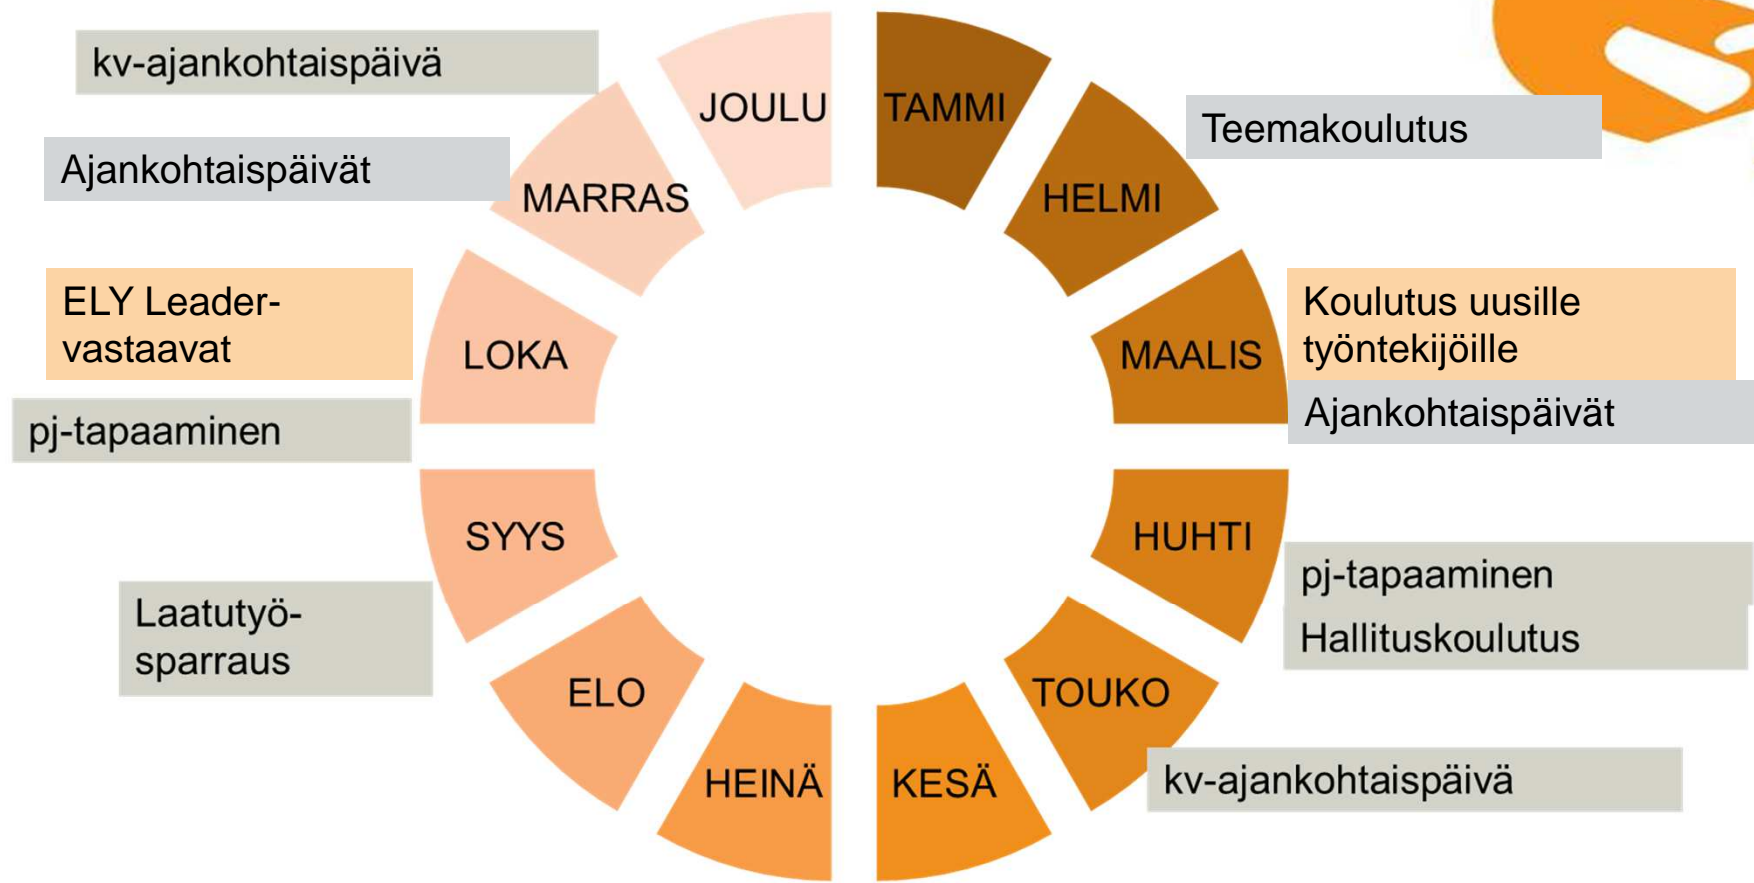 kv-ajankohtaispäivä
JOULU
TAMMI
Teemakoulutus
Ajankohtaispäivät
MARRAS
HELMI
ELY Leader-
vastaavat
LOKA
MAALIS
Koulutus uusille
työntekijöille
Ajankohtaispäivät
pj-tapaaminen
SYYS
HUHTI
pj-tapaaminen
Hallituskoulutus
Laatutyö-
sparraus
ELO
TOUKO
HEINÄ
KESÄ
kv-ajankohtaispäivä